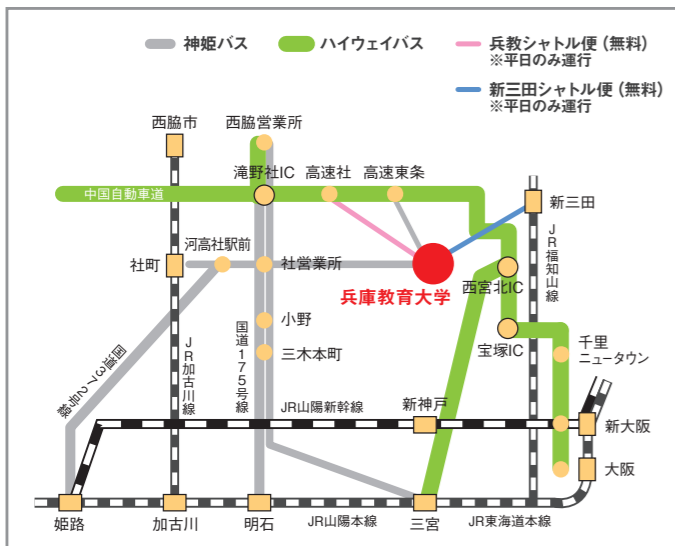 神姫バス
ハイウェイバス
兵教シャトル便(無料)
※平日のみ運行
新三田シャトル便(無料)
※平日のみ運行
西脇市
西脇営業所
滝野社IC
高速社
高速東条
中国自動車道
新三田
JR福知山線
河高社駅前
社町
社営業所
兵庫教育大学
西宮北IC
小野
三木本町
宝塚IC
千里
ニュータウン
国道372号線
JR加古川線
国道175号線
JR山陽新幹線
新神戸
新大阪
大阪
姫路
加古川
明石
JR山陽本線
三宮
JR東海道本線